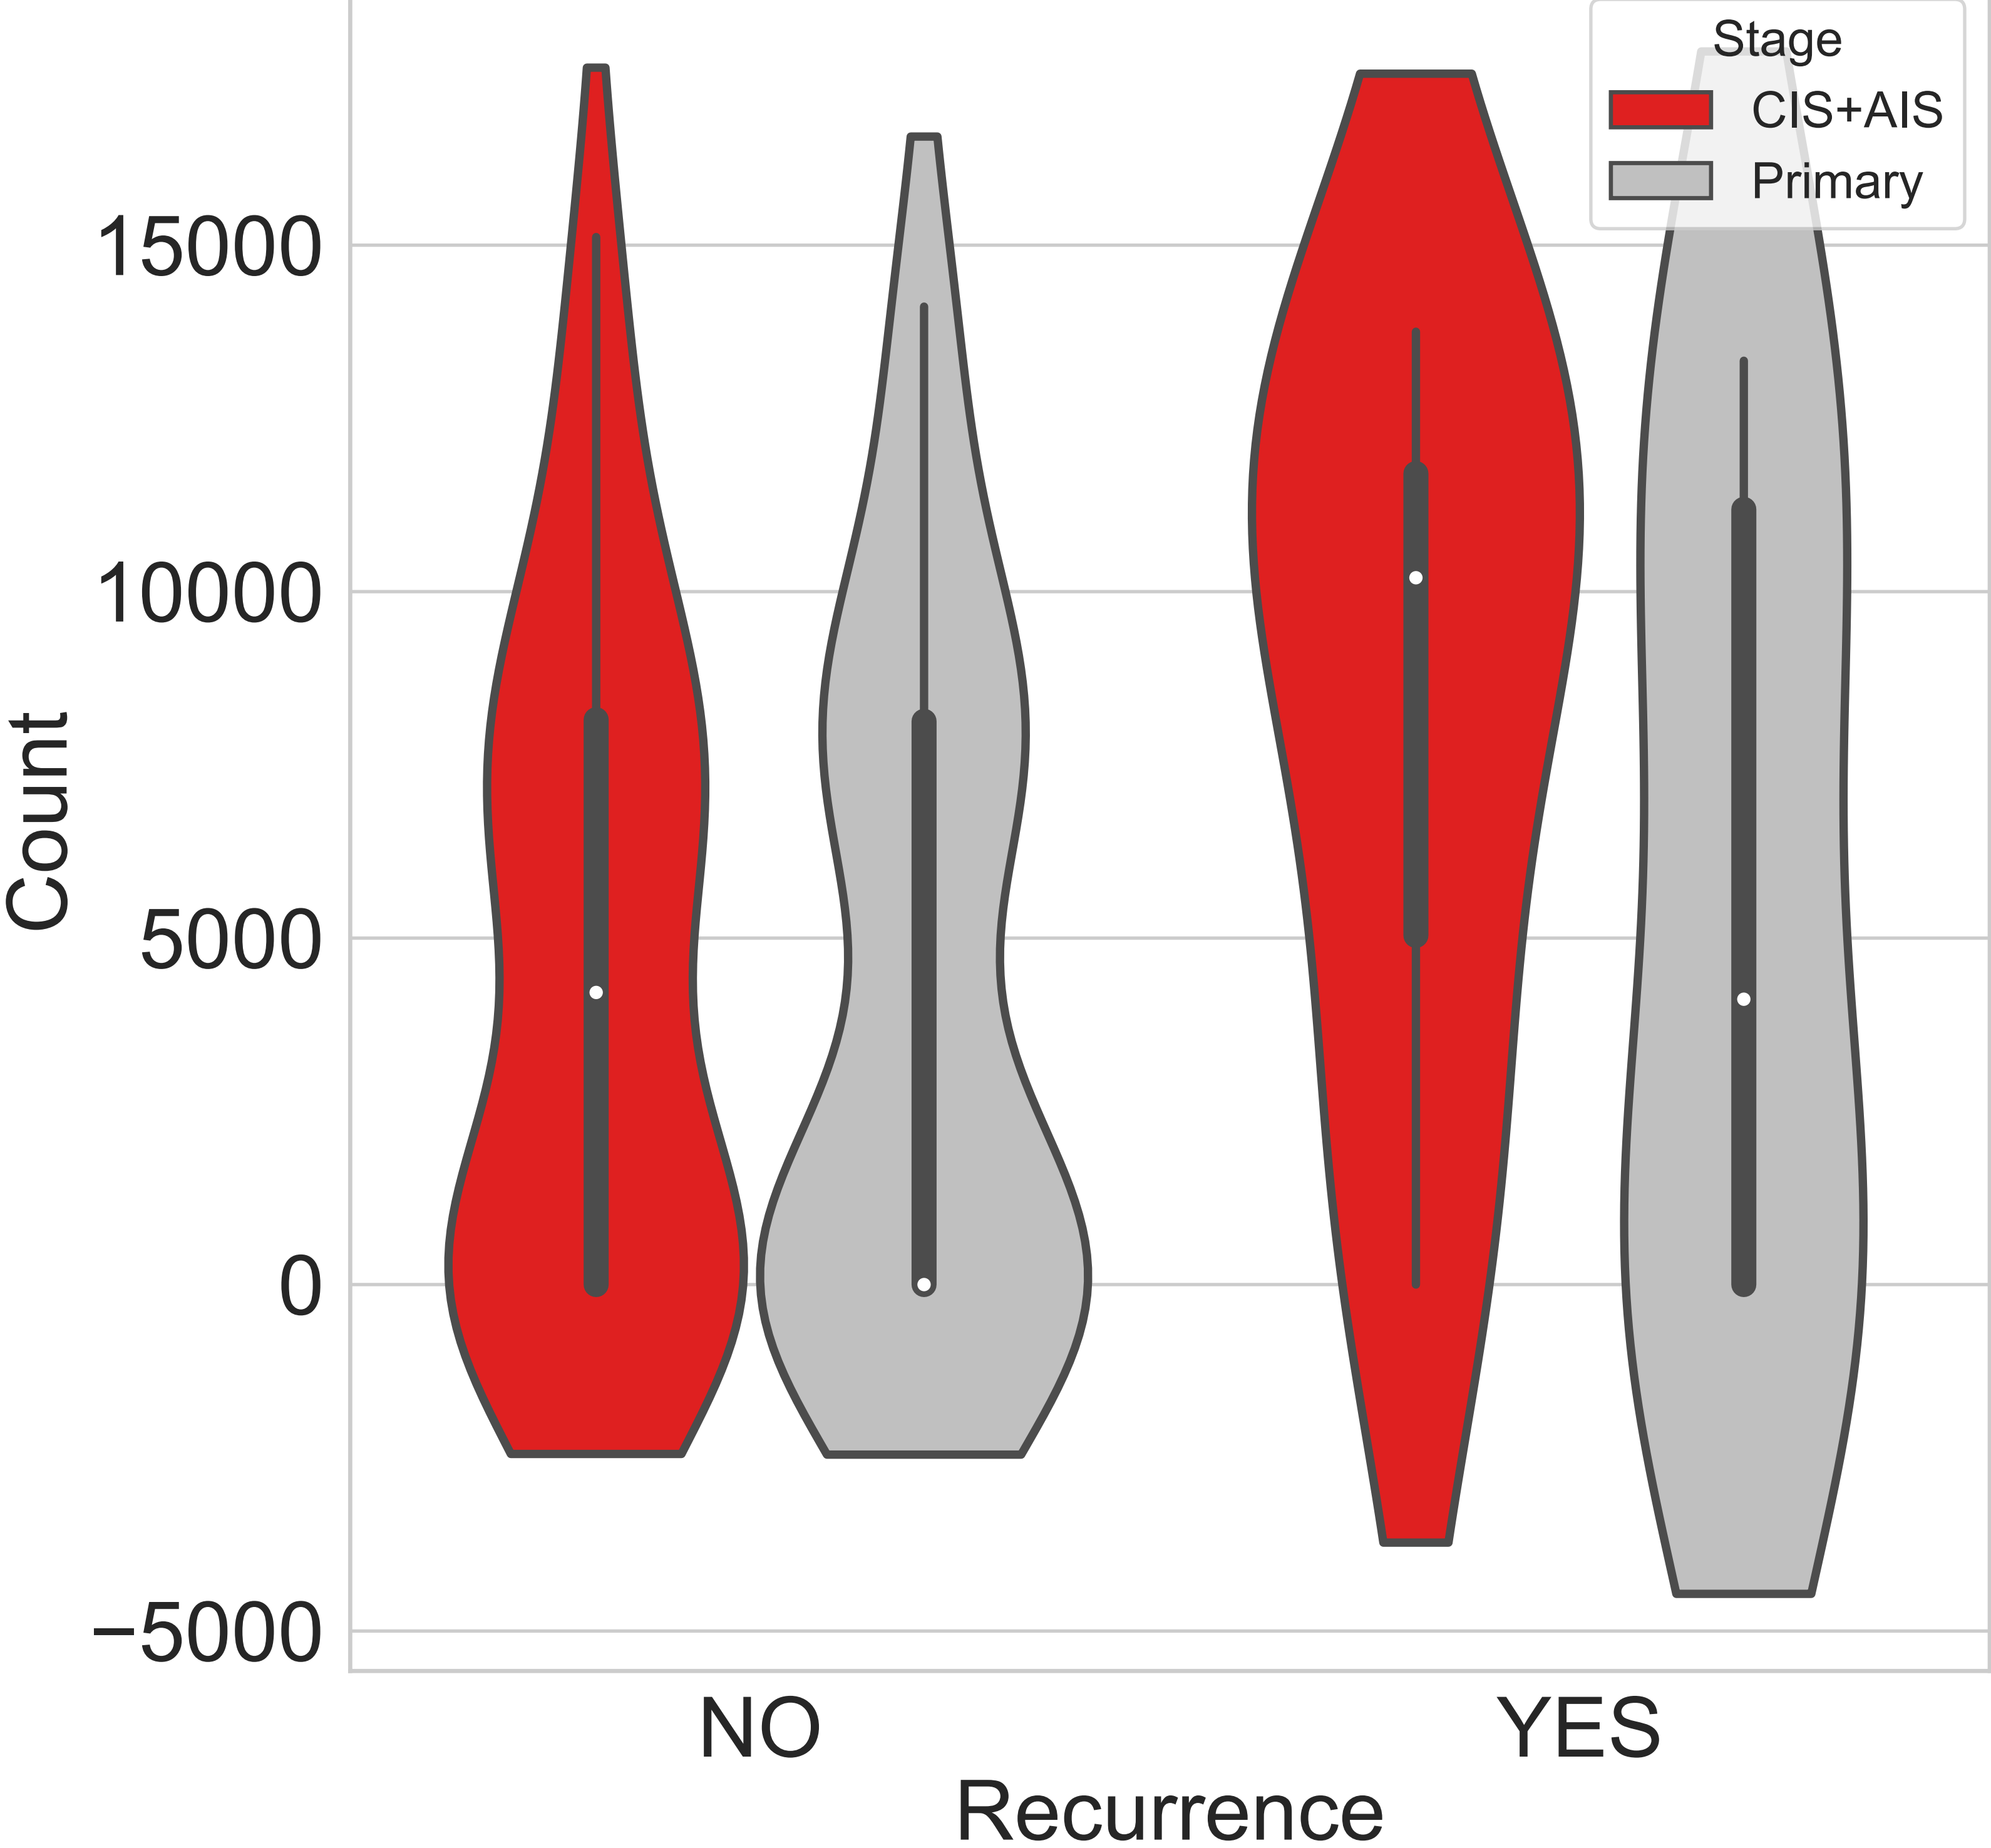 Stage
CIS+AIS
Primary
15000
10000
5000
0
−5000
Count
NO
YES
Recurrence